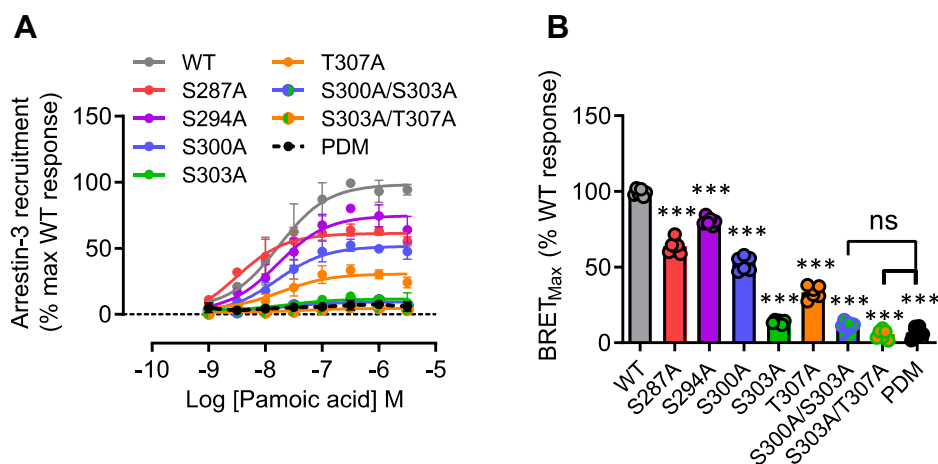 A
WT
S287A
S294A
S300A
S303A
T307A
S300A/S303A
S303A/T307A
PDM
Arrestin-3 recruitment
(% max WT response)
150
100
50
0
-10
-9
-8
-7
-6
-5
Log [Pamoic acid] M
B
BRETMax (% WT response)
150
100
50
0
***
***
***
***
***
***
***
***
ns
WT
S287A
S294A
S300A
S303A
T307A
S300A/S303A
S303A/T307A
PDM